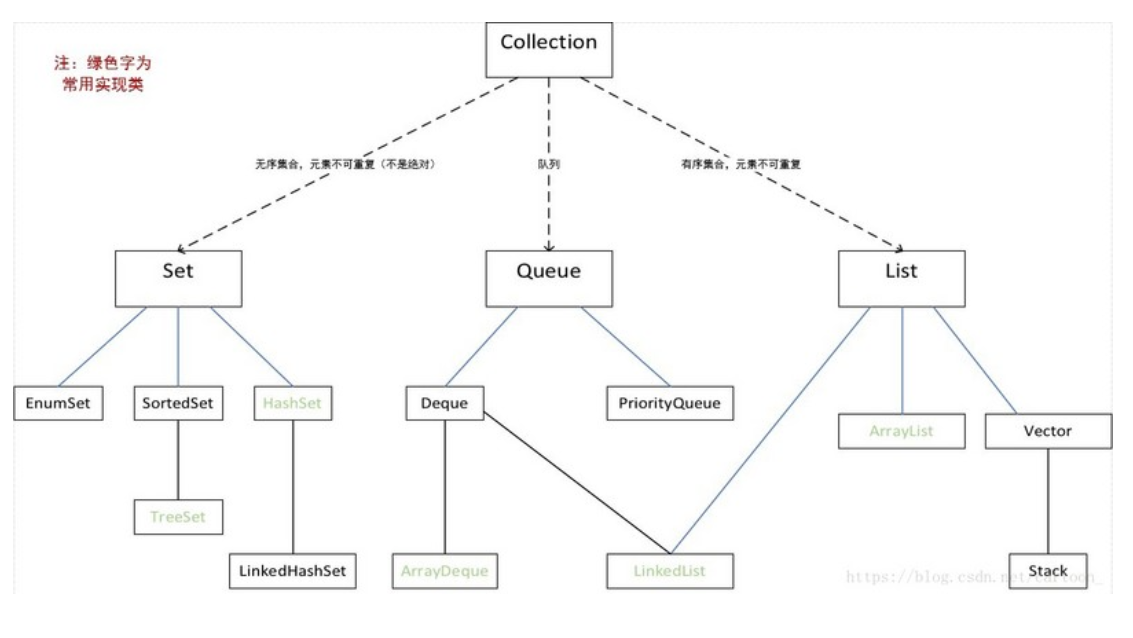 Collection
注：绿色字为
常用实现类
无序集合，元素不可重复（不是绝对）
队列
有序集合，元素不可重复
Set
Queue
List
EnumSet
SortedSet
HashSet
Deque
PriorityQueue
ArrayList
Vector
TreeSet
LinkedHashSet
ArrayDeque
LinkedList
Stack
https://blog.csdn.net/cartoon_